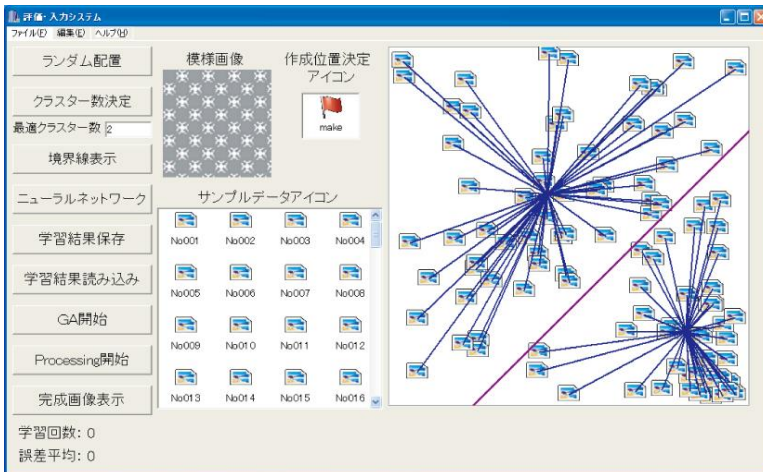 評価・入力システム
ファイル(F) 編集(E) ヘルプ(H)
ランダム配置
クラスター数決定
最適クラスター数 2
境界線表示
ニューラルネットワーク
学習結果保存
学習結果読み込み
GA開始
Processing開始
完成画像表示
学習回数: 0
誤差平均: 0
模様画像
作成位置決定
アイコン
make
サンプルデータアイコン
No001 No002 No003 No004
No005 No006 No007 No008
No009 No010 No011 No012
No013 No014 No015 No016